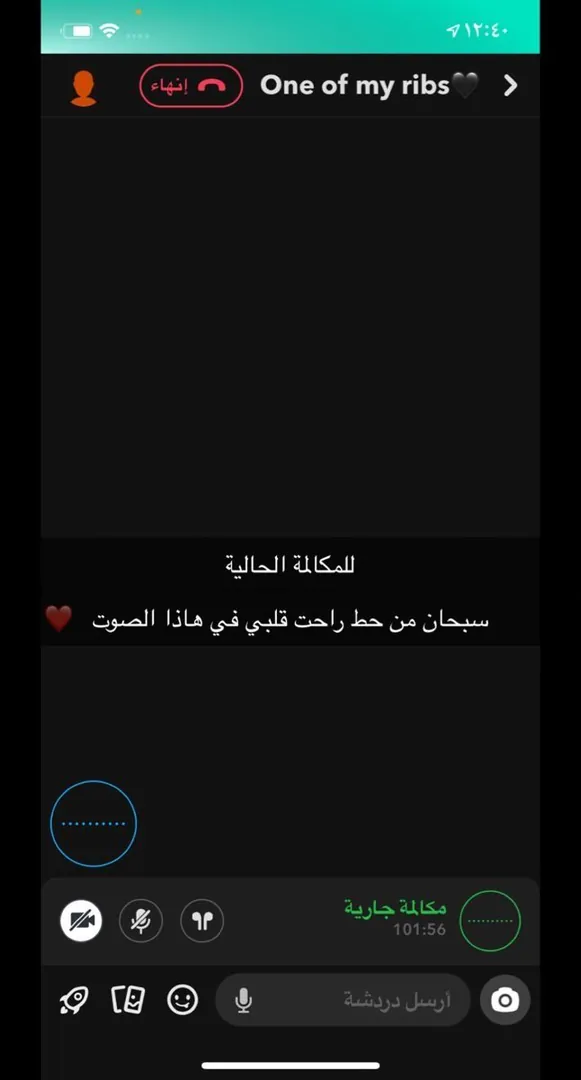 ١٢:٤٠
One of my ribs🖤
إنهاء
للمكالمة الحالية
سبحان من حط راحت قلبي في هاذا الصوت ❤️
مكالمة جارية
101:56
أرسل دردشة